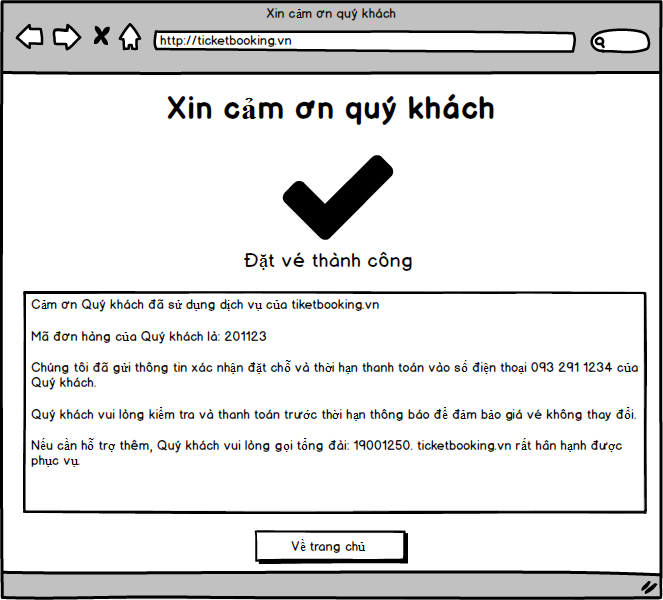 Xin cảm ơn quý khách
http://ticketbooking.vn
Xin cảm ơn quý khách
Đặt vé thành công
Cảm ơn Quý khách đã sử dụng dịch vụ của tiketbooking.vn
Mã đơn hàng của Quý khách là: 201123
Chúng tôi đã gửi thông tin xác nhận đặt chỗ và thời hạn thanh toán vào số điện thoại 093 291 1234 của
Quý khách.
Quý khách vui lòng kiểm tra và thanh toán trước thời hạn thông báo để đảm bảo giá vé không thay đổi.
Nếu cần hỗ trợ thêm, Quý khách vui lòng gọi tổng đài: 19001250. ticketbooking.vn rất hân hạnh được
phục vụ.
Về trang chủ